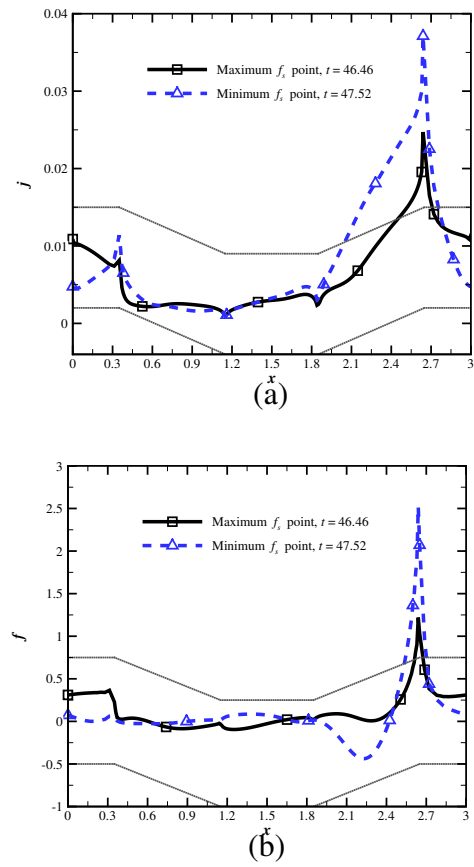 0.04
0.03
0.02
0.01
0
j
Maximum fs point, t = 46.46
Minimum fs point, t = 47.52
0 0.3 0.6 0.9 1.2 1.5 1.8 2.1 2.4 2.7 3
x
(a)
3
2.5
2
1.5
1
0.5
0
-0.5
-1
f
Maximum fs point, t = 46.46
Minimum fs point, t = 47.52
0 0.3 0.6 0.9 1.2 1.5 1.8 2.1 2.4 2.7 3
x
(b)